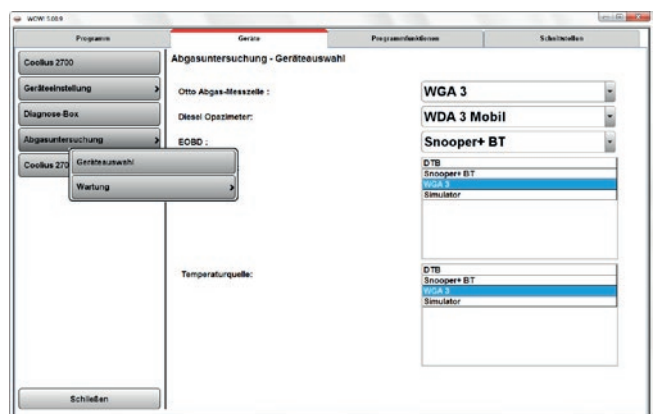 WOW! 5.00.9
Programm
Geräte
Programmfunktionen
Schnittstellen
Coolius 2700
Geräteeinstellung
Diagnose-Box
Abgasuntersuchung
Coolius 270
Geräteauswahl
Wartung
Schließen
Abgasuntersuchung - Geräteauswahl
Otto Abgas-Messzelle :
WGA 3
Diesel Opazimeter:
WDA 3 Mobil
EOBD :
Snooper+ BT
DTB
Snooper+ BT
WGA 3
Simulator
Temperaturquelle:
DTB
Snooper+ BT
WGA 3
Simulator